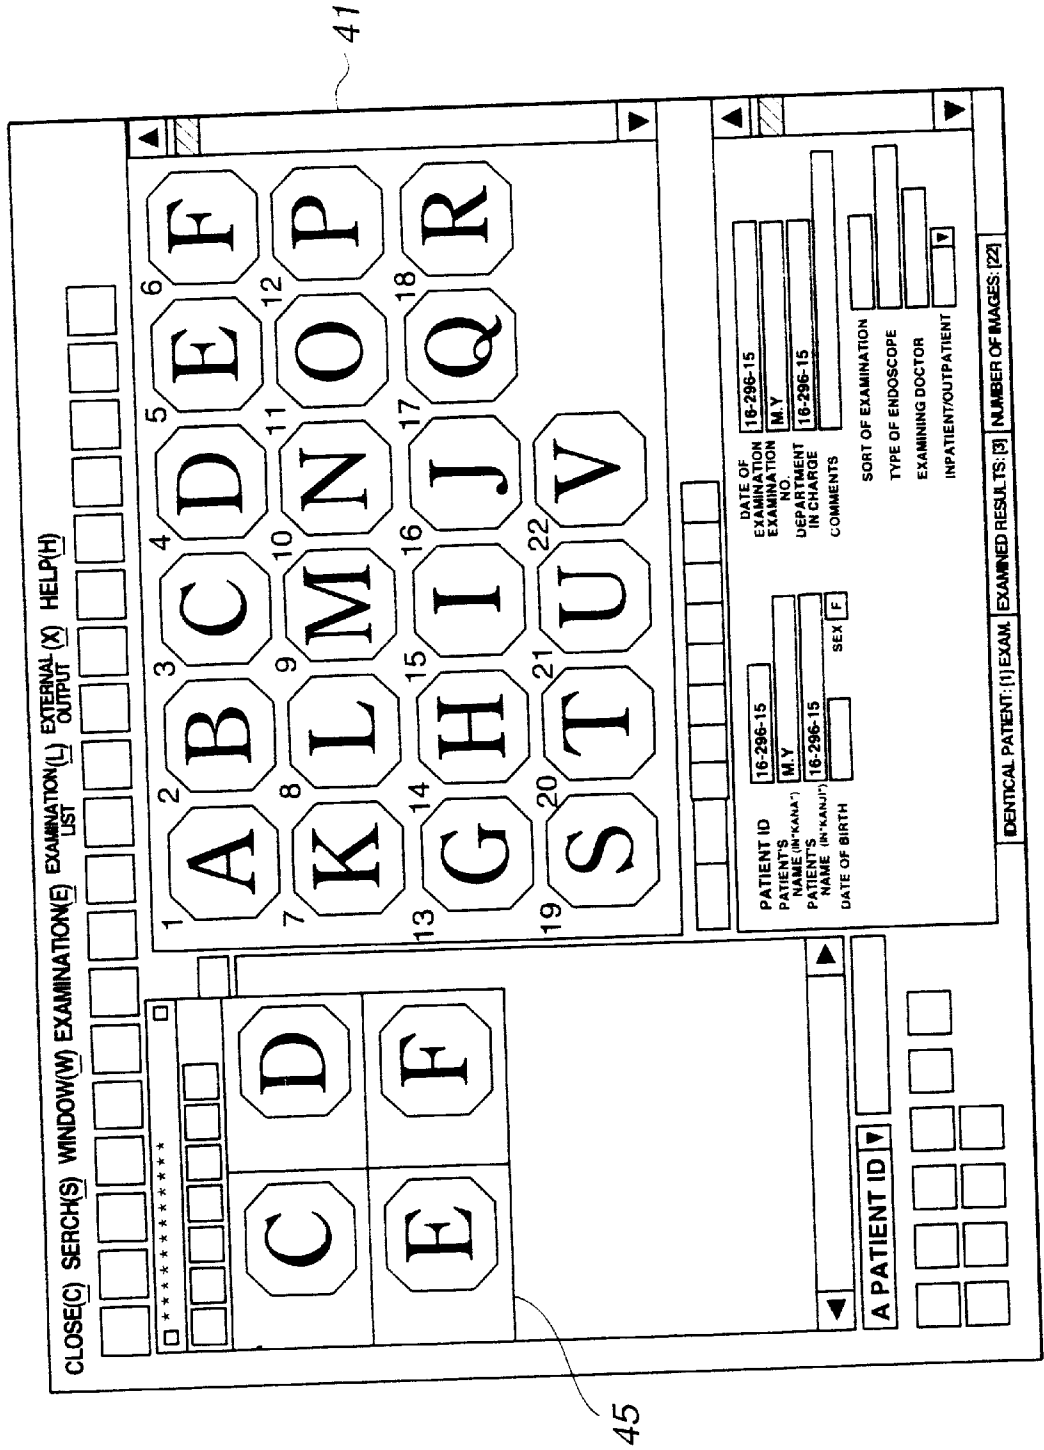 41
CLOSE(C) SERCH(S) WINDOW(W) EXAMINATION(E) EXAMINATION LIST (L) EXTERNAL OUTPUT (X) HELP(H)
**************
C D
E F
45
1 A 2 B 3 C 4 D 5 E 6 F
7 K 8 L 9 M 10 N 11 O 12 P
13 G 14 H 15 I 16 J 17 Q 18 R
19 S 20 T 21 U 22 V
A PATIENT ID
PATIENT ID 16-296-15
PATIENT'S
NAME (IN"KANA") M.Y
PATIENT'S
NAME (IN"KANJI") 16-296-15
DATE OF BIRTH
SEX F
DATE OF
EXAMINATION 16-296-15
EXAMINATION
NO. M.Y
DEPARTMENT
IN CHARGE 16-296-15
COMMENTS
SORT OF EXAMINATION
TYPE OF ENDOSCOPE
EXAMINING DOCTOR
INPATIENT/OUTPATIENT
IDENTICAL PATIENT: [1] EXAM. EXAMINED RESULTS: [3] NUMBER OF IMAGES: [22]